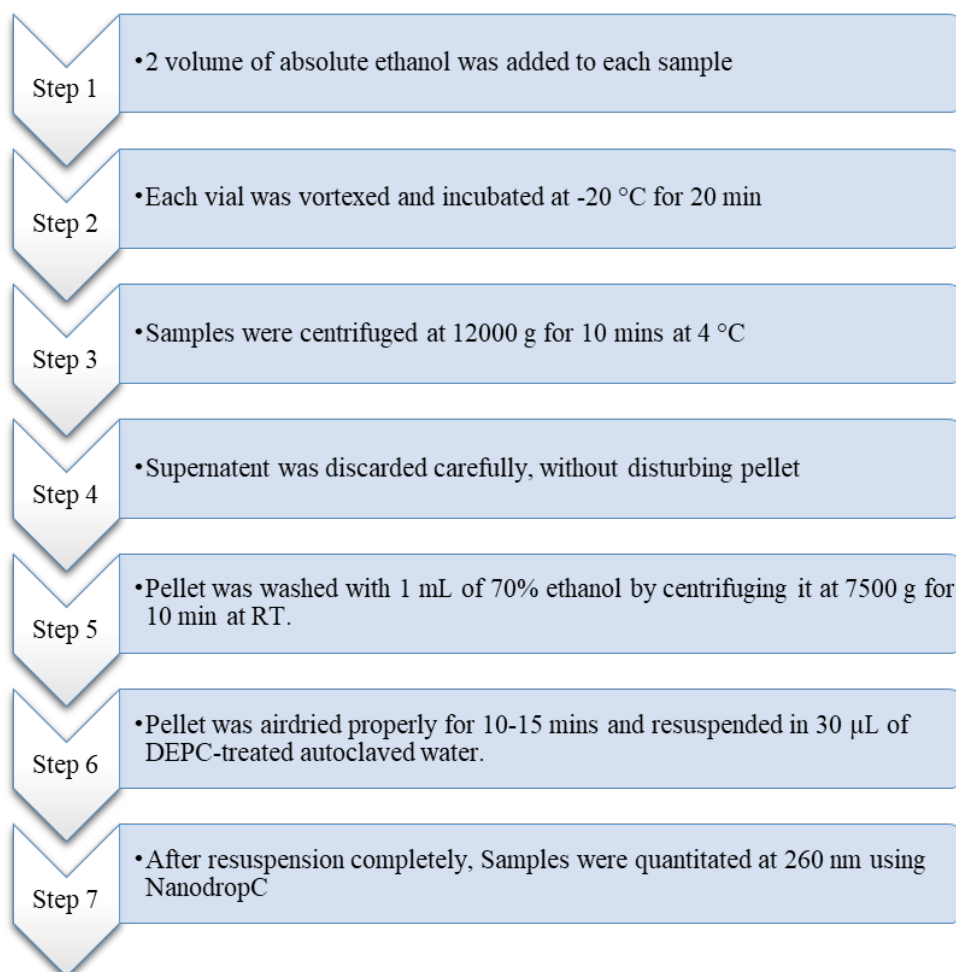 Step 1
•2 volume of absolute ethanol was added to each sample
Step 2
•Each vial was vortexed and incubated at -20 °C for 20 min
Step 3
•Samples were centrifuged at 12000 g for 10 mins at 4 °C
Step 4
•Supernatent was discarded carefully, without disturbing pellet
Step 5
•Pellet was washed with 1 mL of 70% ethanol by centrifuging it at 7500 g for
10 min at RT.
Step 6
•Pellet was airdried properly for 10-15 mins and resuspended in 30 µL of
DEPC-treated autoclaved water.
Step 7
•After resuspension completely, Samples were quantitated at 260 nm using
NanodropC